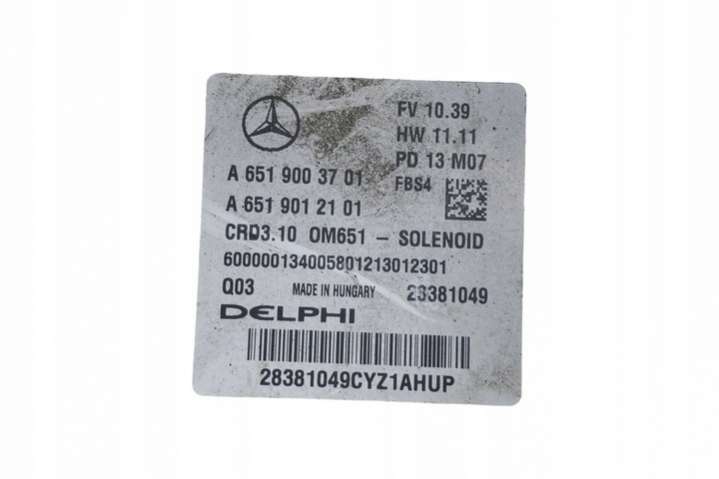 FV 10.39
HW 11.11
PD 13 M07
A 651 900 37 01 FBS4
A 651 901 21 01
CRD3.10 OM651 – SOLENOID
600000134005801213012301
Q03 MADE IN HUNGARY 28381049
DELPHI
28381049CYZ1AHUP